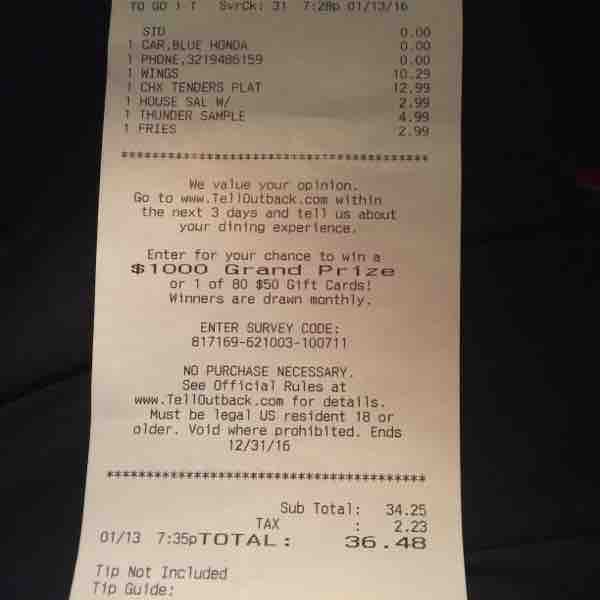 TO GO 1-1 SvrCk: 31 7:28p 01/13/16
STD 0.00
1 CAR,BLUE HONDA 0.00
1 PHONE,3219486159 0.00
1 WINGS 10.29
1 CHX TENDERS PLAT 12.99
1 HOUSE SAL W/ 2.99
1 THUNDER SAMPLE 4.99
1 FRIES 2.99
****************************************
We value your opinion.
Go to www.TellOutback.com within
the next 3 days and tell us about
your dining experience.
Enter for your chance to win a
$1000 Grand Prize
or 1 of 80 $50 Gift Cards!
Winners are drawn monthly.
ENTER SURVEY CODE:
817169-621003-100711
NO PURCHASE NECESSARY.
See Official Rules at
www.TellOutback.com for details.
Must be legal US resident 18 or
older. Void where prohibited. Ends
12/31/16
****************************************
Sub Total: 34.25
TAX : 2.23
01/13 7:35pTOTAL: 36.48
Tip Not Included
Tip Guide: